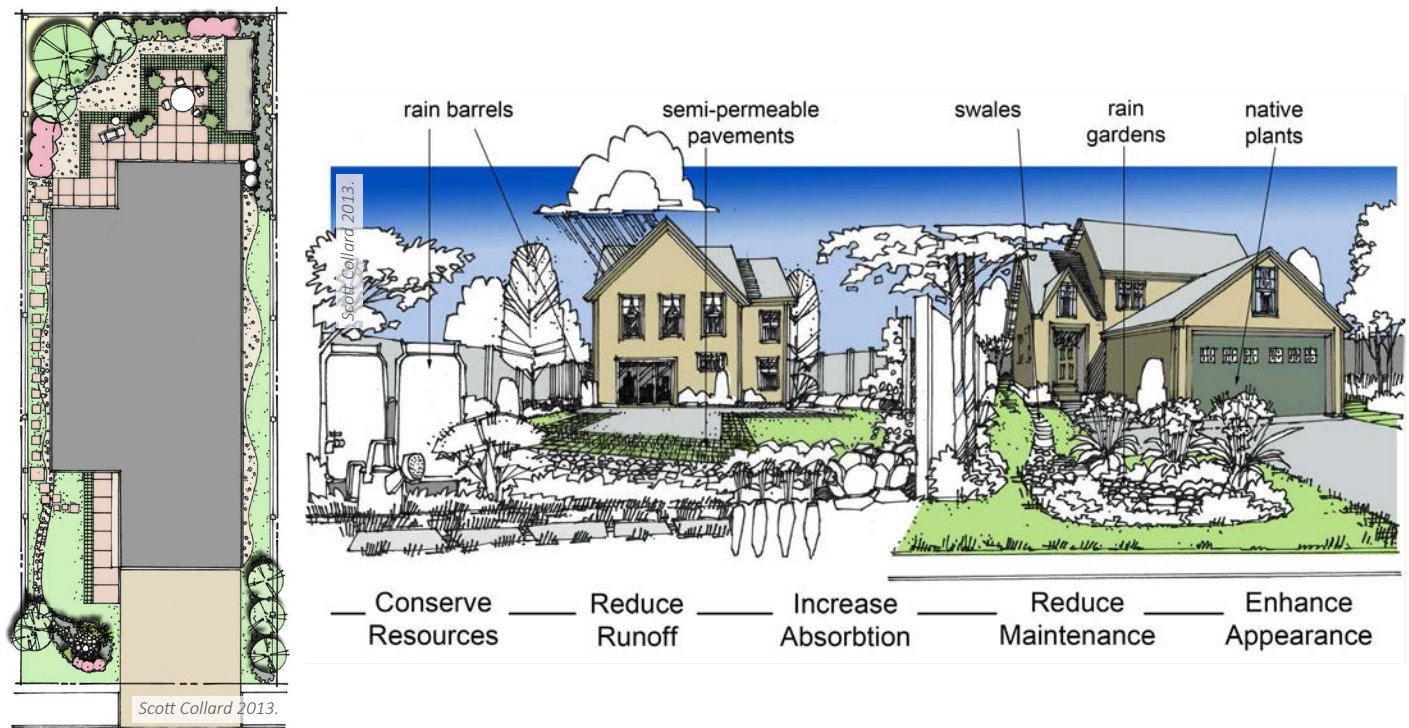 rain barrels
semi-permeable
pavements
swales
rain
gardens
native
plants
Scott Collard 2013.
Conserve
Resources
Reduce
Runoff
Increase
Absorbtion
Reduce
Maintenance
Enhance
Appearance
Scott Collard 2013.